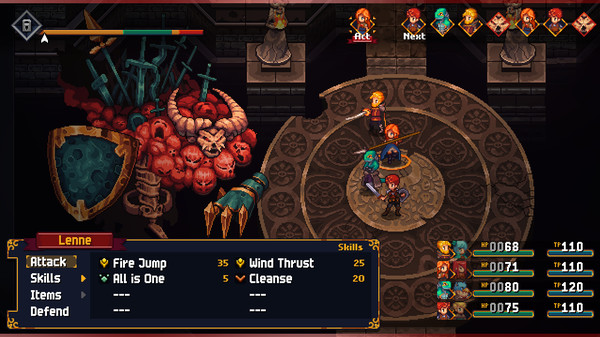 Act Next
Lenne
Skills
Attack
Skills
Items
Defend
Fire Jump 35 Wind Thrust 25
All is One 5 Cleanse 20
--- ---
--- ---
HP 0068 TP 110
HP 0071 TP 110
HP 0080 TP 120
HP 0075 TP 110